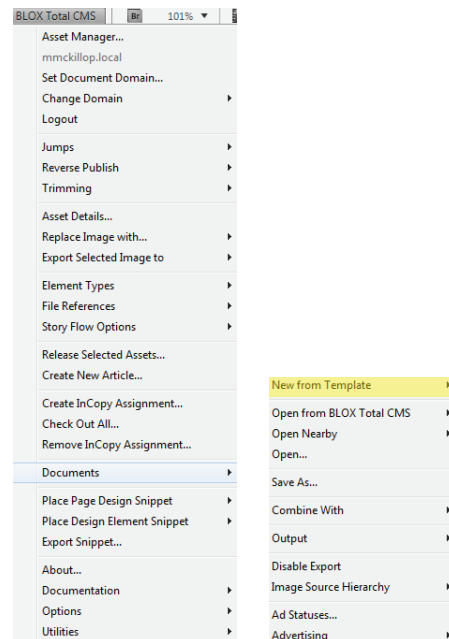 BLOX Total CMS Br 101%
Asset Manager...
mmckillop.local
Set Document Domain...
Change Domain
Logout
Jumps
Reverse Publish
Trimming
Asset Details...
Replace Image with...
Export Selected Image to
Element Types
File References
Story Flow Options
Release Selected Assets...
Create New Article...
Create InCopy Assignment...
Check Out All...
Remove InCopy Assignment...
Documents
Place Page Design Snippet
Place Design Element Snippet
Export Snippet...
About...
Documentation
Options
Utilities
New from Template
Open from BLOX Total CMS
Open Nearby
Open...
Save As...
Combine With
Output
Disable Export
Image Source Hierarchy
Ad Statuses...
Advertising